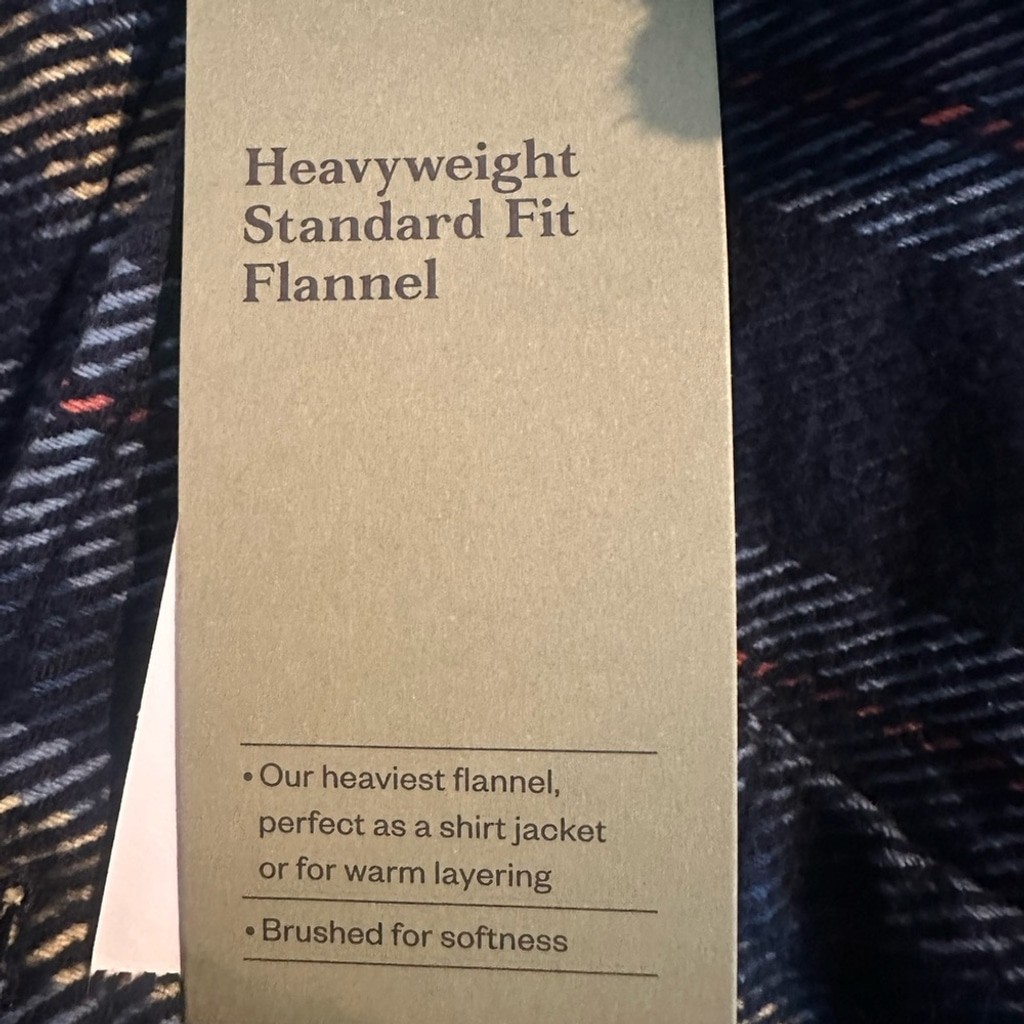 Heavyweight
Standard Fit
Flannel
• Our heaviest flannel,
perfect as a shirt jacket
or for warm layering
• Brushed for softness